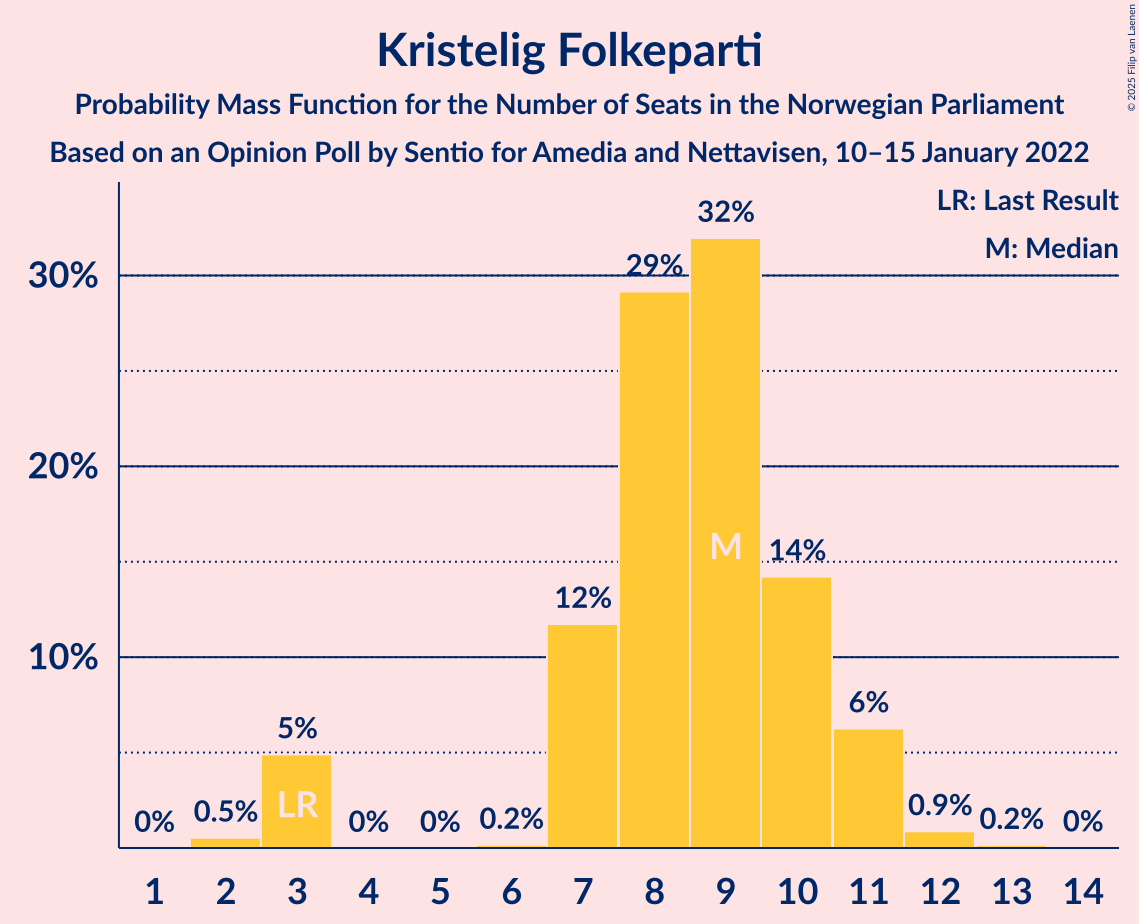 Kristelig Folkeparti
Probability Mass Function for the Number of Seats in the Norwegian Parliament
Based on an Opinion Poll by Sentio for Amedia and Nettavisen, 10–15 January 2022
© 2025 Filip van Laenen
LR: Last Result
M: Median
30%
20%
10%
0%
0.5%
5%
0%
0%
0.2%
12%
29%
32%
14%
6%
0.9%
0.2%
0%
LR
M
1 2 3 4 5 6 7 8 9 10 11 12 13 14